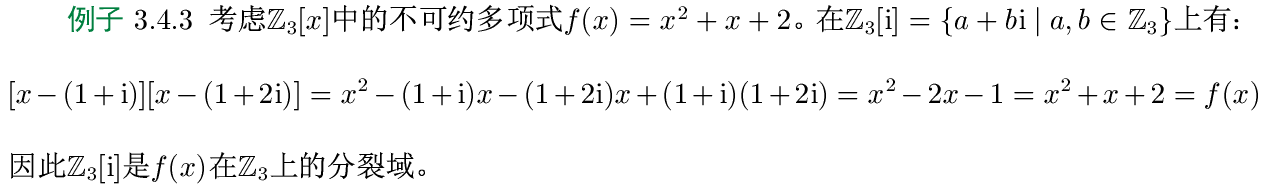 例子 3.4.3 考虑ℤ₃[x]中的不可约多项式f(x) = x² + x + 2。在ℤ₃[i] = {a + bi | a, b ∈ ℤ₃}上有:
[x − (1 + i)][x − (1 + 2i)] = x² − (1 + i)x − (1 + 2i)x + (1 + i)(1 + 2i) = x² − 2x − 1 = x² + x + 2 = f(x)
因此ℤ₃[i]是f(x)在ℤ₃上的分裂域。